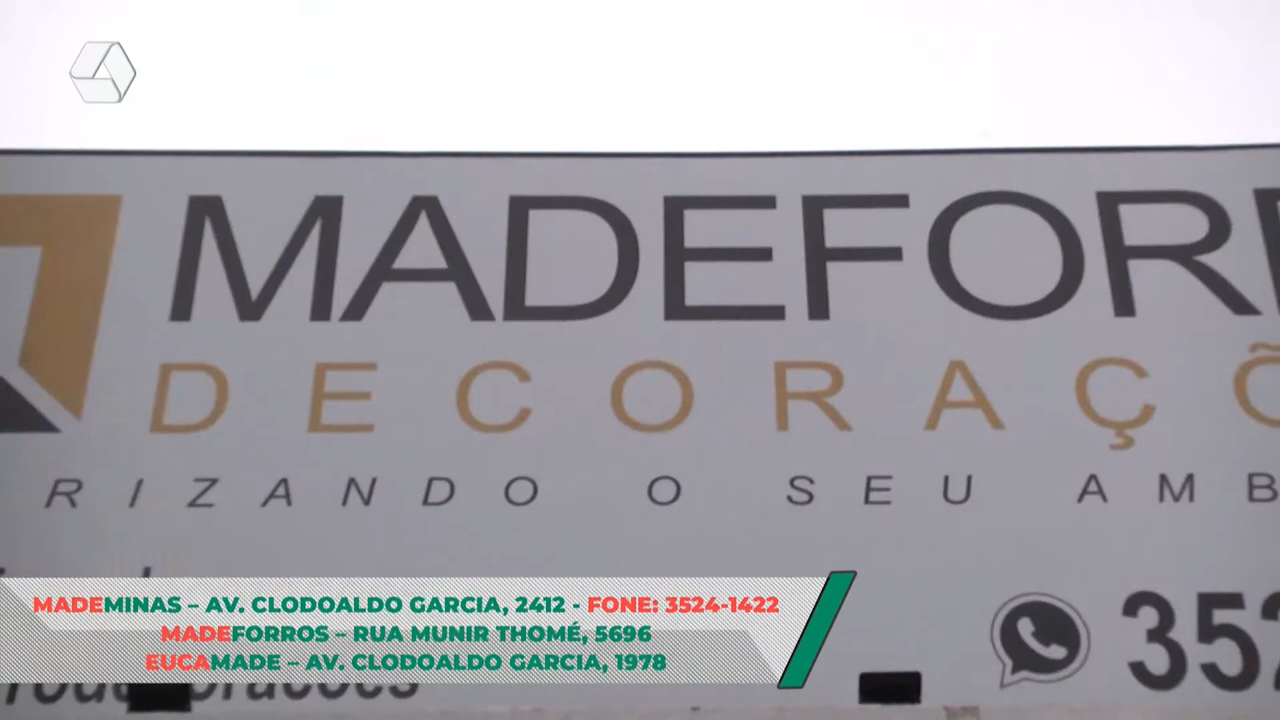 MADEFOR
DECORAÇÕ
RIZANDO O SEU AMB
MADEMINAS – AV. CLODOALDO GARCIA, 2412 - FONE: 3524-1422
MADEFORROS – RUA MUNIR THOMÉ, 5696
EUCAMADE – AV. CLODOALDO GARCIA, 1978
352